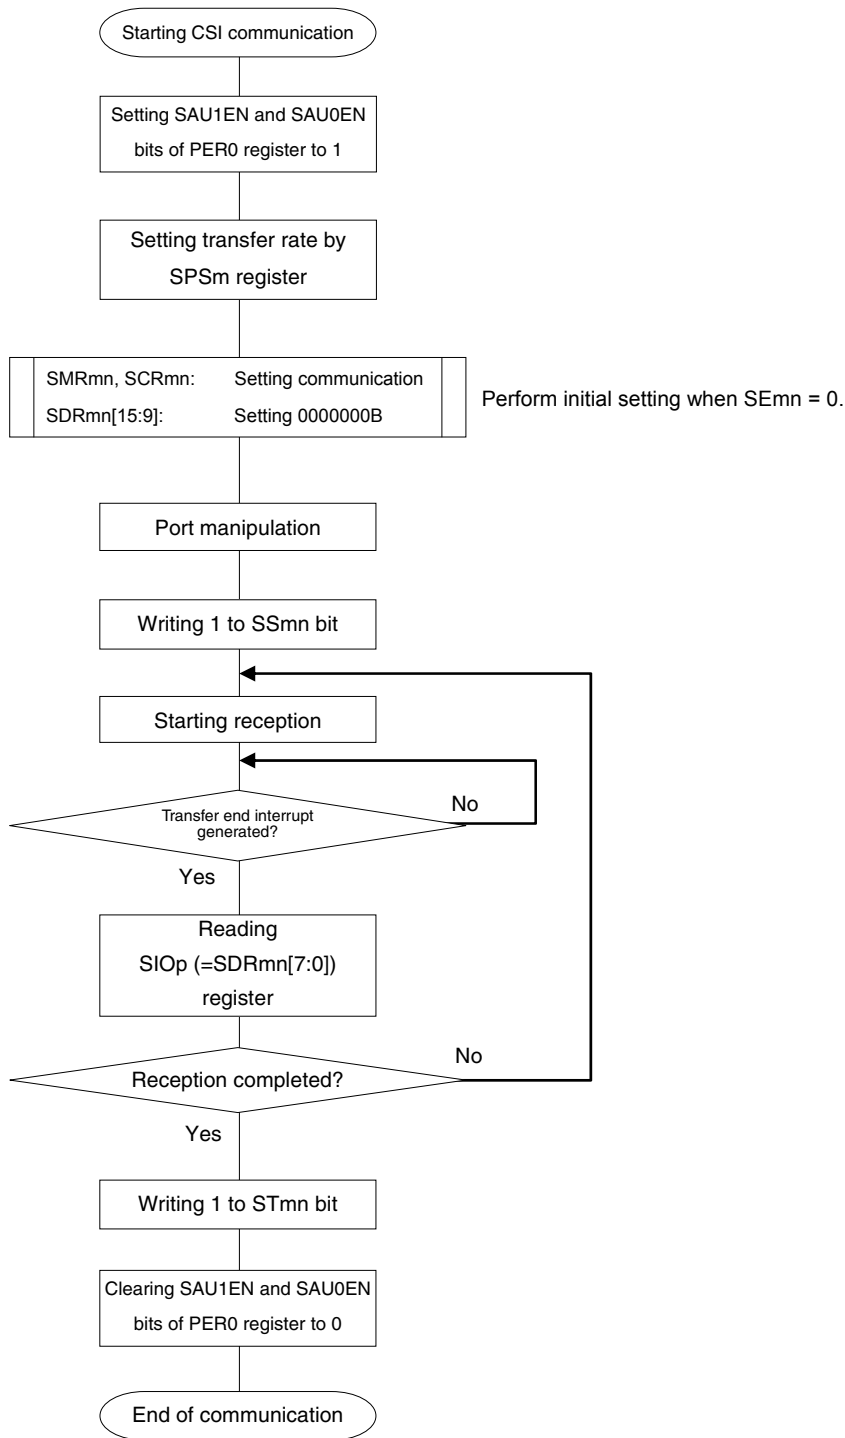 Starting CSI communication
Setting SAU1EN and SAU0EN
bits of PER0 register to 1
Setting transfer rate by
SPSm register
SMRmn, SCRmn: Setting communication
SDRmn[15:9]: Setting 0000000B
Perform initial setting when SEmn = 0.
Port manipulation
Writing 1 to SSmn bit
Starting reception
Transfer end interrupt
generated?
No
Yes
Reading
SIOp (=SDRmn[7:0])
register
Reception completed?
No
Yes
Writing 1 to STmn bit
Clearing SAU1EN and SAU0EN
bits of PER0 register to 0
End of communication